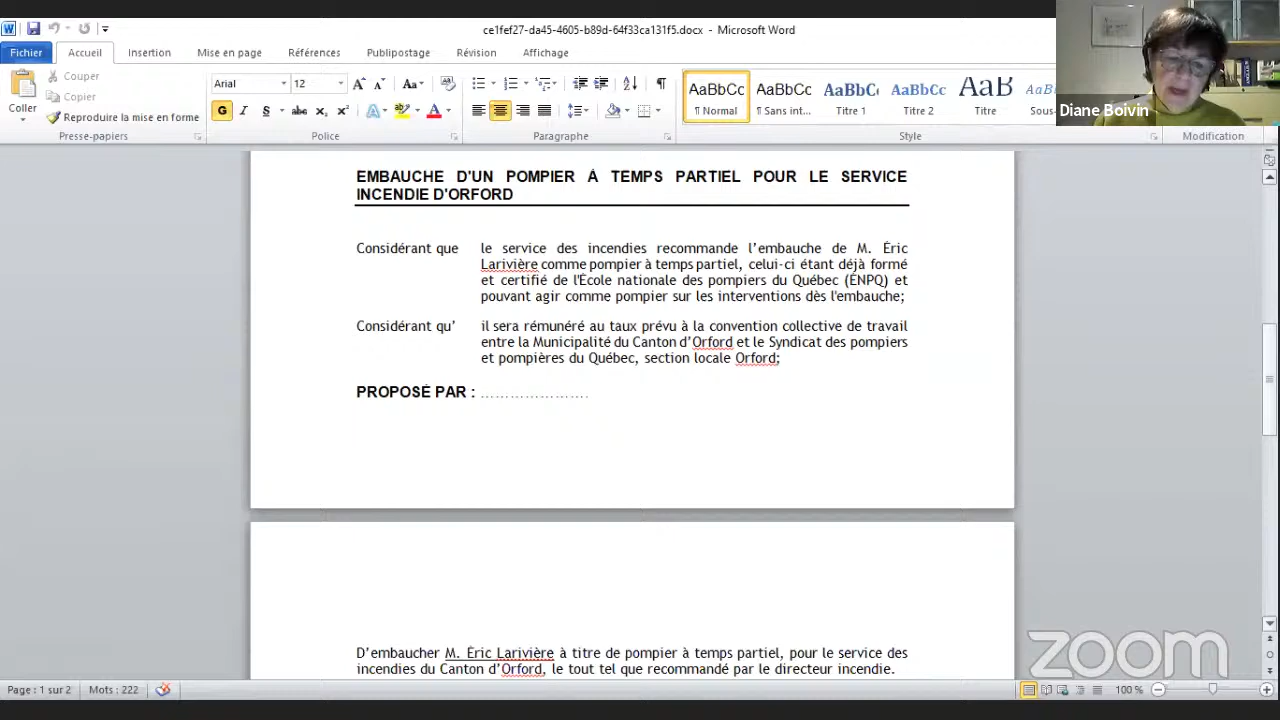 ce1fef27-da45-4605-b89d-64f33ca131f5.docx - Microsoft Word
Fichier Accueil Insertion Mise en page Références Publipostage Révision Affichage
Coller
Couper
Copier
Reproduire la mise en forme
Presse-papiers
Arial 12
Police
Paragraphe
AaBbCc AaBbCc AaBbC AaBbCc AaB
¶ Normal ¶ Sans int... Titre 1 Titre 2 Titre Sous-
Style
Modification
Diane Boivin
EMBAUCHE D'UN POMPIER À TEMPS PARTIEL POUR LE SERVICE
INCENDIE D'ORFORD
Considérant que le service des incendies recommande l’embauche de M. Éric
Larivière comme pompier à temps partiel, celui-ci étant déjà formé
et certifié de l'École nationale des pompiers du Québec (ÉNPQ) et
pouvant agir comme pompier sur les interventions dès l'embauche;
Considérant qu’ il sera rémunéré au taux prévu à la convention collective de travail
entre la Municipalité du Canton d’Orford et le Syndicat des pompiers
et pompières du Québec, section locale Orford;
PROPOSÉ PAR : ………………….
D’embaucher M. Éric Larivière à titre de pompier à temps partiel, pour le service des
incendies du Canton d’Orford, le tout tel que recommandé par le directeur incendie.
zoom
Page : 1 sur 2 Mots : 222 100 %